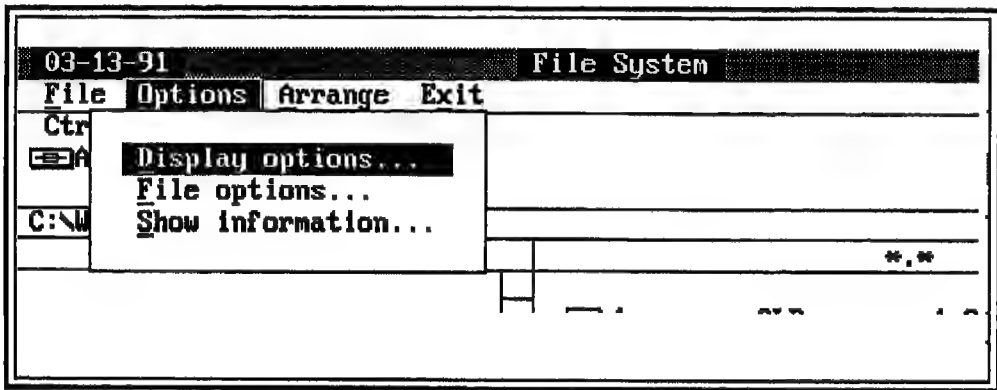 03-13-91 File System
File Options Arrange Exit
Ctr
A
Display options...
File options...
C:\W
Show information...
*.*